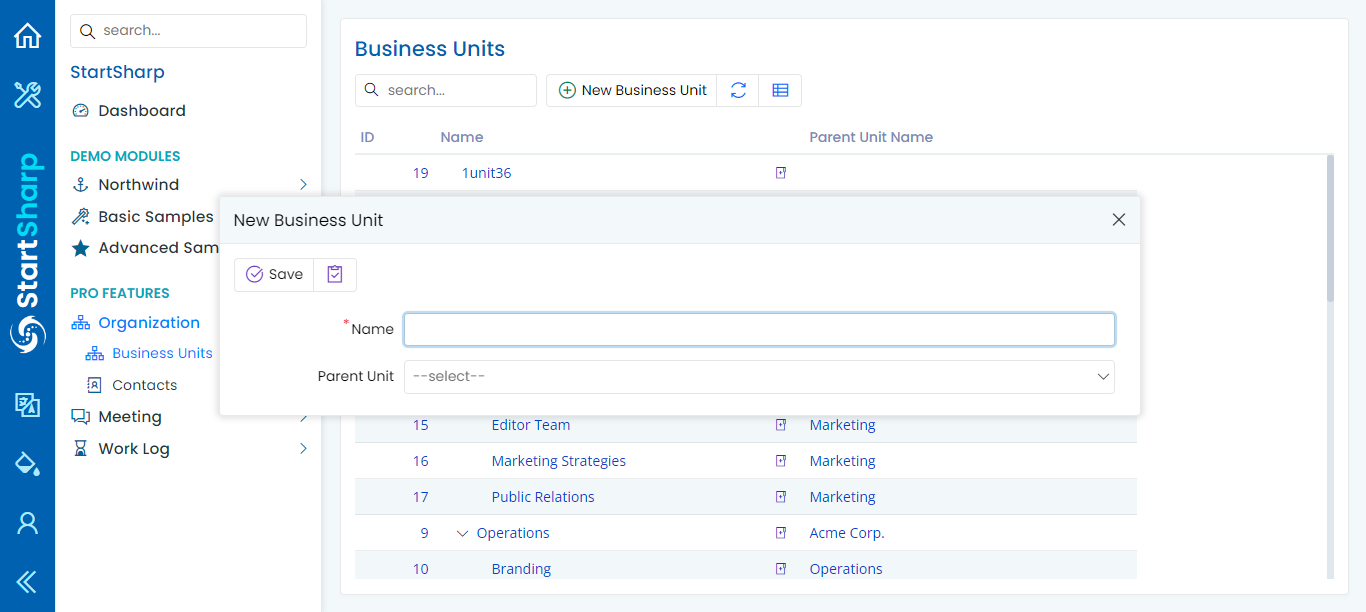 StartSharp
search...
StartSharp
Dashboard
DEMO MODULES
Northwind
Basic Samples
Advanced Sam
PRO FEATURES
Organization
Business Units
Contacts
Meeting
Work Log
Business Units
search...
New Business Unit
ID Name Parent Unit Name
19 1unit36
New Business Unit
Save
*Name
Parent Unit --select--
15 Editor Team Marketing
16 Marketing Strategies Marketing
17 Public Relations Marketing
9 Operations Acme Corp.
10 Branding Operations